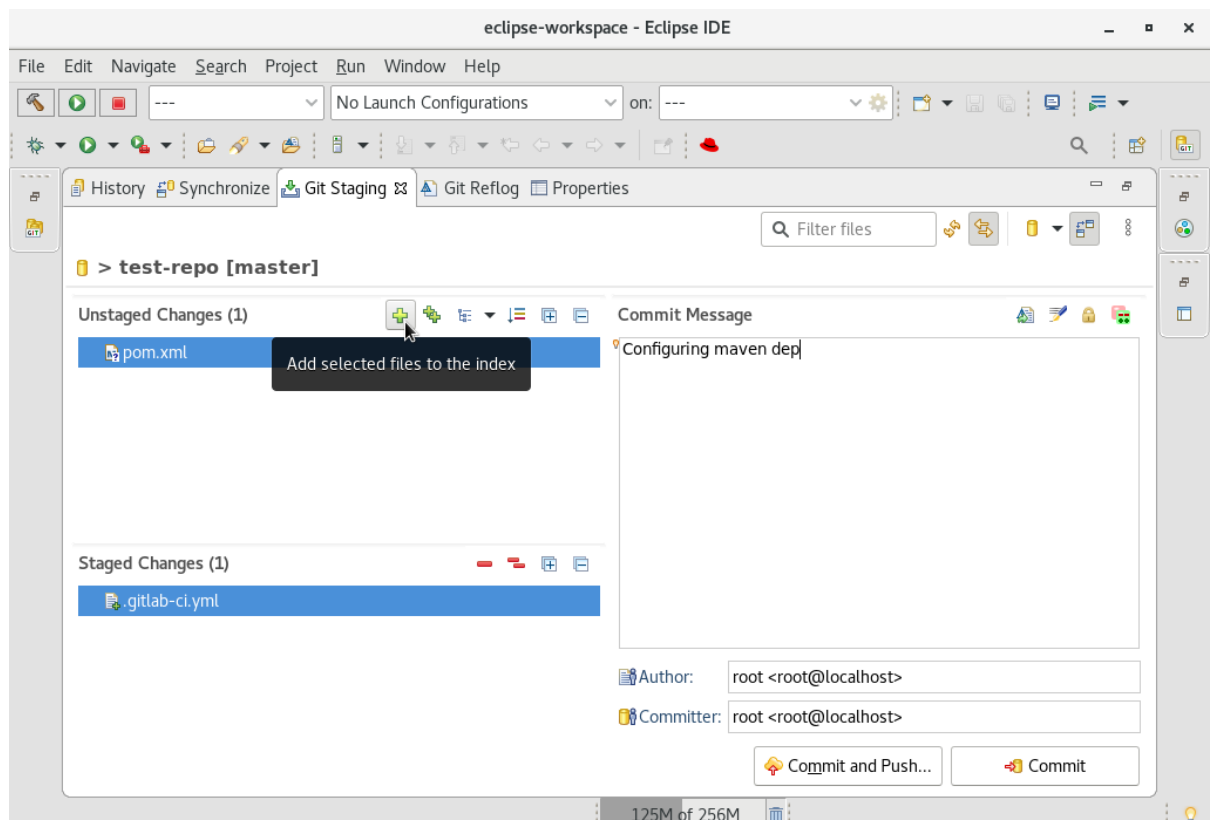 eclipse-workspace - Eclipse IDE
File Edit Navigate Search Project Run Window Help
--- No Launch Configurations on: ---
GIT
History Synchronize Git Staging Git Reflog Properties
GIT
Filter files
> test-repo [master]
Unstaged Changes (1)
Commit Message
pom.xml
Add selected files to the index
Configuring maven dep
Staged Changes (1)
.gitlab-ci.yml
Author: root <root@localhost>
Committer: root <root@localhost>
Commit and Push... Commit
125M of 256M